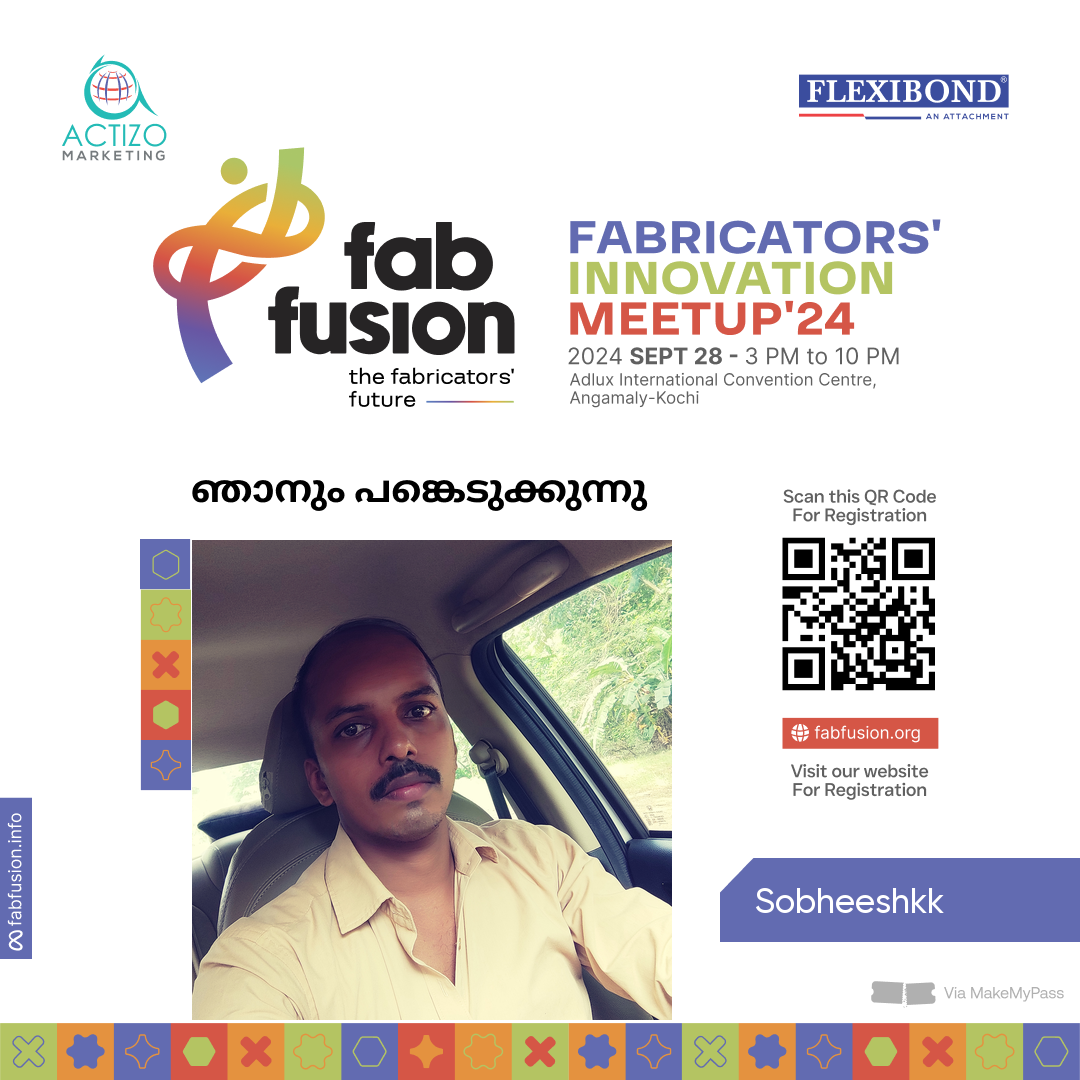 ACTIZO
MARKETING
FLEXIBOND®
AN ATTACHMENT
fab
fusion
the fabricators'
future
FABRICATORS'
INNOVATION
MEETUP'24
2024 SEPT 28 - 3 PM to 10 PM
Adlux International Convention Centre,
Angamaly-Kochi
ഞാനും പങ്കെടുക്കുന്നു
Scan this QR Code
For Registration
fabfusion.org
Visit our website
For Registration
fabfusion.info
Sobheeshkk
Via MakeMyPass